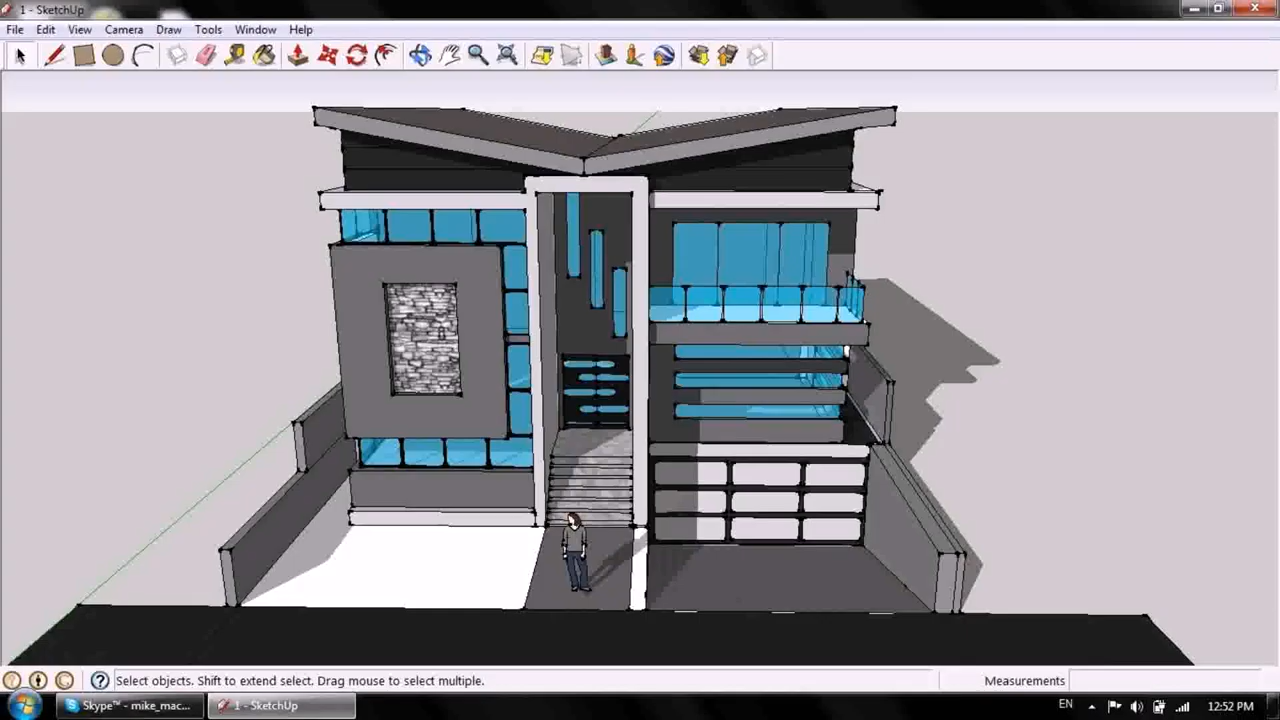 1 - SketchUp
File Edit View Camera Draw Tools Window Help
Select objects. Shift to extend select. Drag mouse to select multiple.
Measurements
Skype™ - mike_mac...
1 - SketchUp
EN
12:52 PM